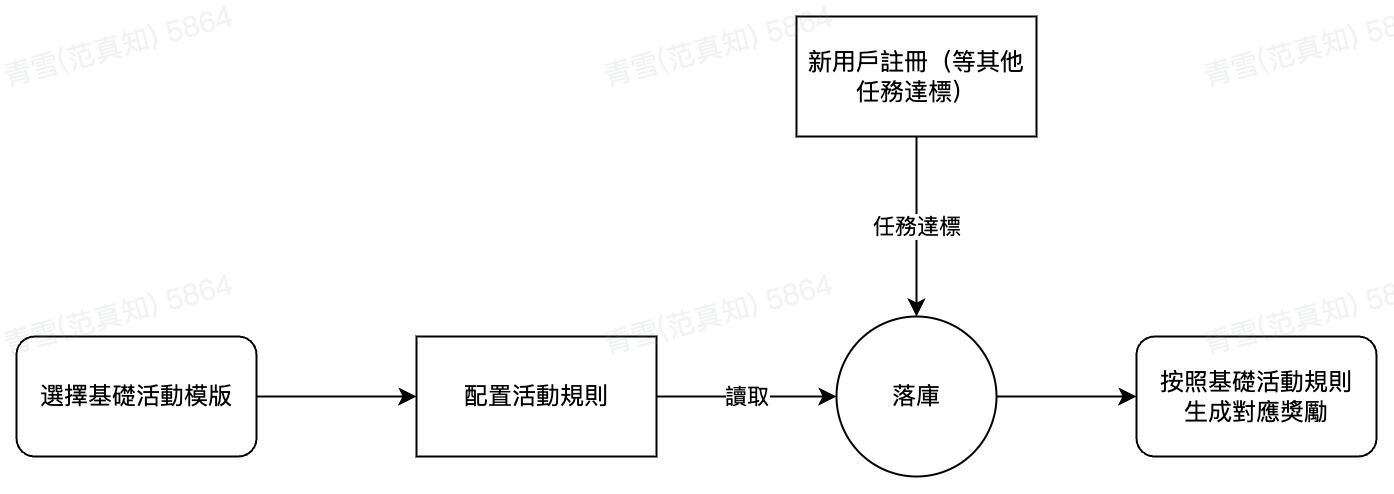 青雪(范真知) 5864
青雪(范真知) 5864
青雪(范真知) 58
新用戶註冊（等其他
任務達標）
任務達標
青雪(范真知) 5864
青雪(范真知) 5864
青雪(范真知) 58
選擇基礎活動模版
配置活動規則
讀取
落庫
按照基礎活動規則
生成對應獎勵